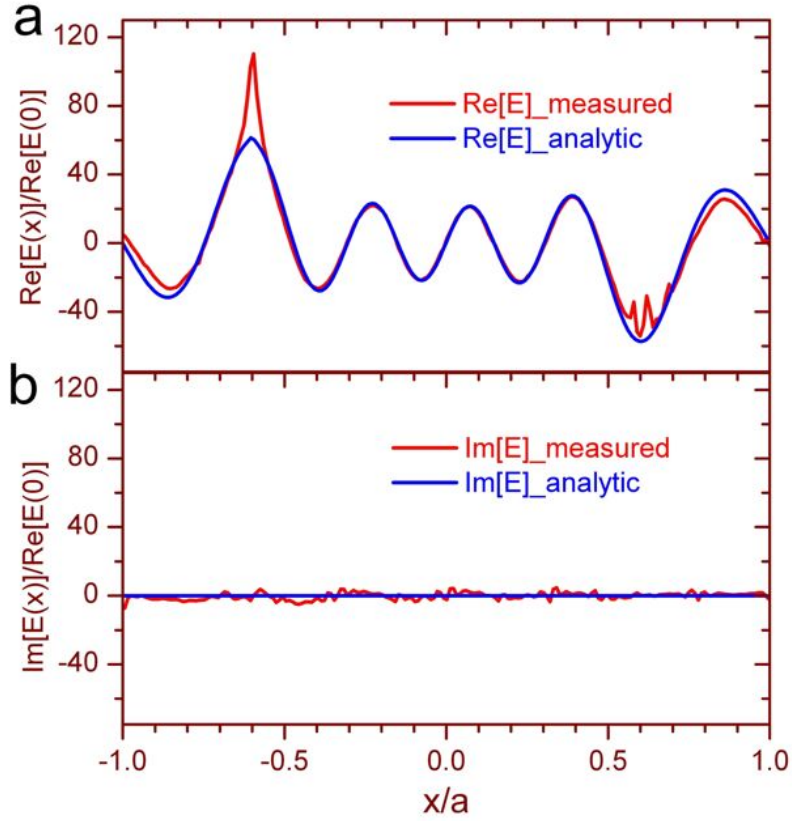 a
120
80
40
0
-40
Re[E(x)]/Re[E(0)]
Re[E]_measured
Re[E]_analytic
b
120
80
40
0
-40
Im[E(x)]/Re[E(0)]
Im[E]_measured
Im[E]_analytic
-1.0 -0.5 0.0 0.5 1.0
x/a